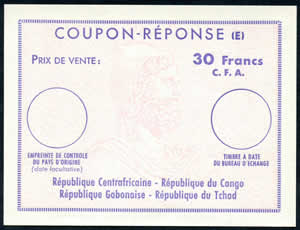 COUPON-RÉPONSE (E)
PRIX DE VENTE:
30 Francs
C. F. A.
EMPREINTE DE CONTROLE
DU PAYS D'ORIGINE
(date facultative)
TIMBRE A DATE
DU BUREAU D'ECHANGE
République Centrafricaine - République du Congo
République Gabonaise - République du Tchad